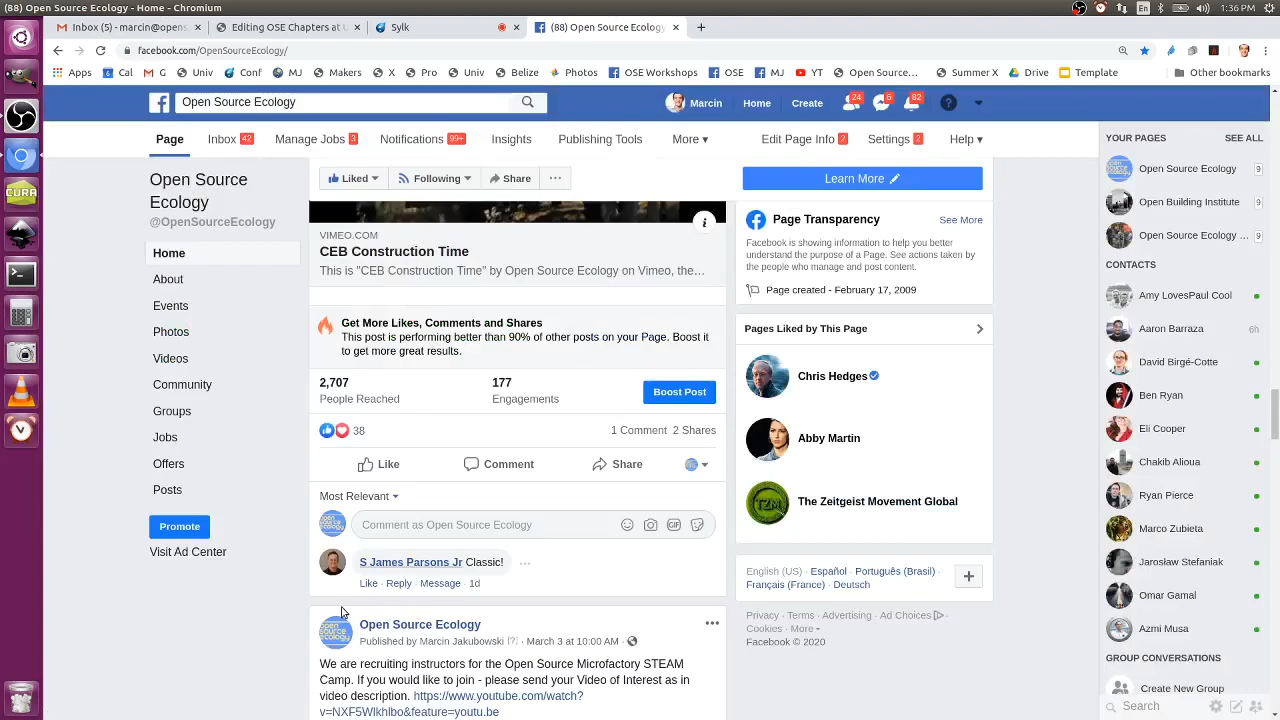 (88) Open Source Ecology - Home - Chromium
En
1:36 PM
Inbox (5) - marcin@opens
Editing OSE Chapters at U
Sylk
(88) Open Source Ecology
facebook.com/OpenSourceEcology/
Apps
Cal
G
Univ
Conf
MJ
Makers
X
Pro
Univ
Belize
Photos
OSE Workshops
OSE
MJ
YT
Open Source…
Summer X
Drive
Template
Other bookmarks
Open Source Ecology
Marcin
Home
Create
24
6
82
Page
Inbox 42
Manage Jobs 3
Notifications 99+
Insights
Publishing Tools
More
Edit Page Info 2
Settings 2
Help
Open Source
Ecology
@OpenSourceEcology
Home
About
Events
Photos
Videos
Community
Groups
Jobs
Offers
Posts
Promote
Visit Ad Center
Liked
Following
Share
Learn More
VIMEO.COM
CEB Construction Time
This is "CEB Construction Time" by Open Source Ecology on Vimeo, the…
Get More Likes, Comments and Shares
This post is performing better than 90% of other posts on your Page. Boost it
to get more great results.
2,707
People Reached
177
Engagements
Boost Post
38
1 Comment 2 Shares
Like
Comment
Share
Most Relevant
Comment as Open Source Ecology
GIF
S James Parsons Jr Classic!
Like · Reply · Message · 1d
Open Source Ecology
Published by Marcin Jakubowski [?] · March 3 at 10:00 AM ·
We are recruiting instructors for the Open Source Microfactory STEAM
Camp. If you would like to join - please send your Video of Interest as in
video description. https://www.youtube.com/watch?
v=NXF5Wlkhlbo&feature=youtu.be
Page Transparency
See More
Facebook is showing information to help you better
understand the purpose of a Page. See actions taken by
the people who manage and post content.
Page created - February 17, 2009
Pages Liked by This Page
Chris Hedges
Abby Martin
TZM
The Zeitgeist Movement Global
English (US) · Español · Português (Brasil) ·
Français (France) · Deutsch
Privacy · Terms · Advertising · Ad Choices ·
Cookies · More
Facebook © 2020
YOUR PAGES
SEE ALL
Open Source Ecology 9
Open Building Institute 9
Open Source Ecology ... 9
CONTACTS
Amy LovesPaul Cool
Aaron Barraza 6h
David Birgé-Cotte
Ben Ryan
Eli Cooper
Chakib Alioua
Ryan Pierce
Marco Zubieta
Jarosław Stefaniak
Omar Gamal
Azmi Musa
GROUP CONVERSATIONS
Create New Group
Search